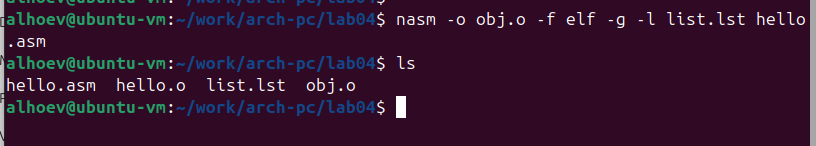 alhoev@ubuntu-vm:~/work/arch-pc/lab04$ nasm -o obj.o -f elf -g -l list.lst hello
.asm
alhoev@ubuntu-vm:~/work/arch-pc/lab04$ ls
hello.asm  hello.o  list.lst  obj.o
alhoev@ubuntu-vm:~/work/arch-pc/lab04$